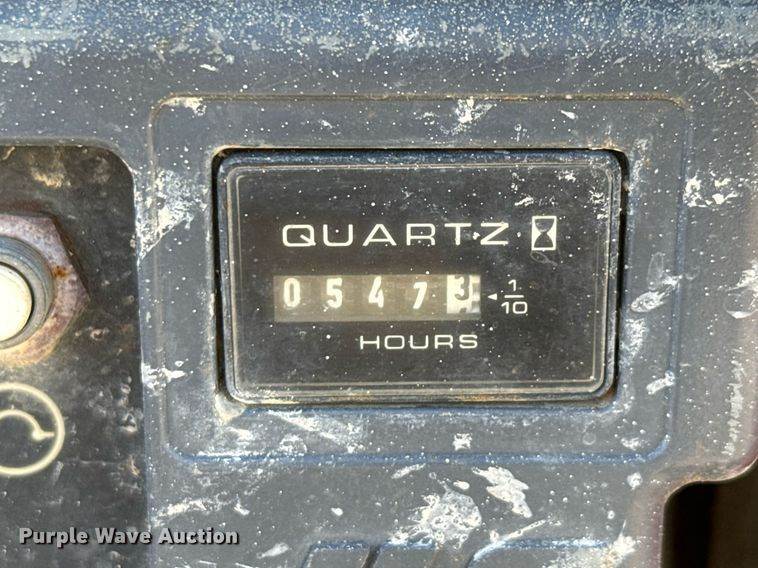 QUARTZ
05473 1/10
HOURS
Purple Wave Auction